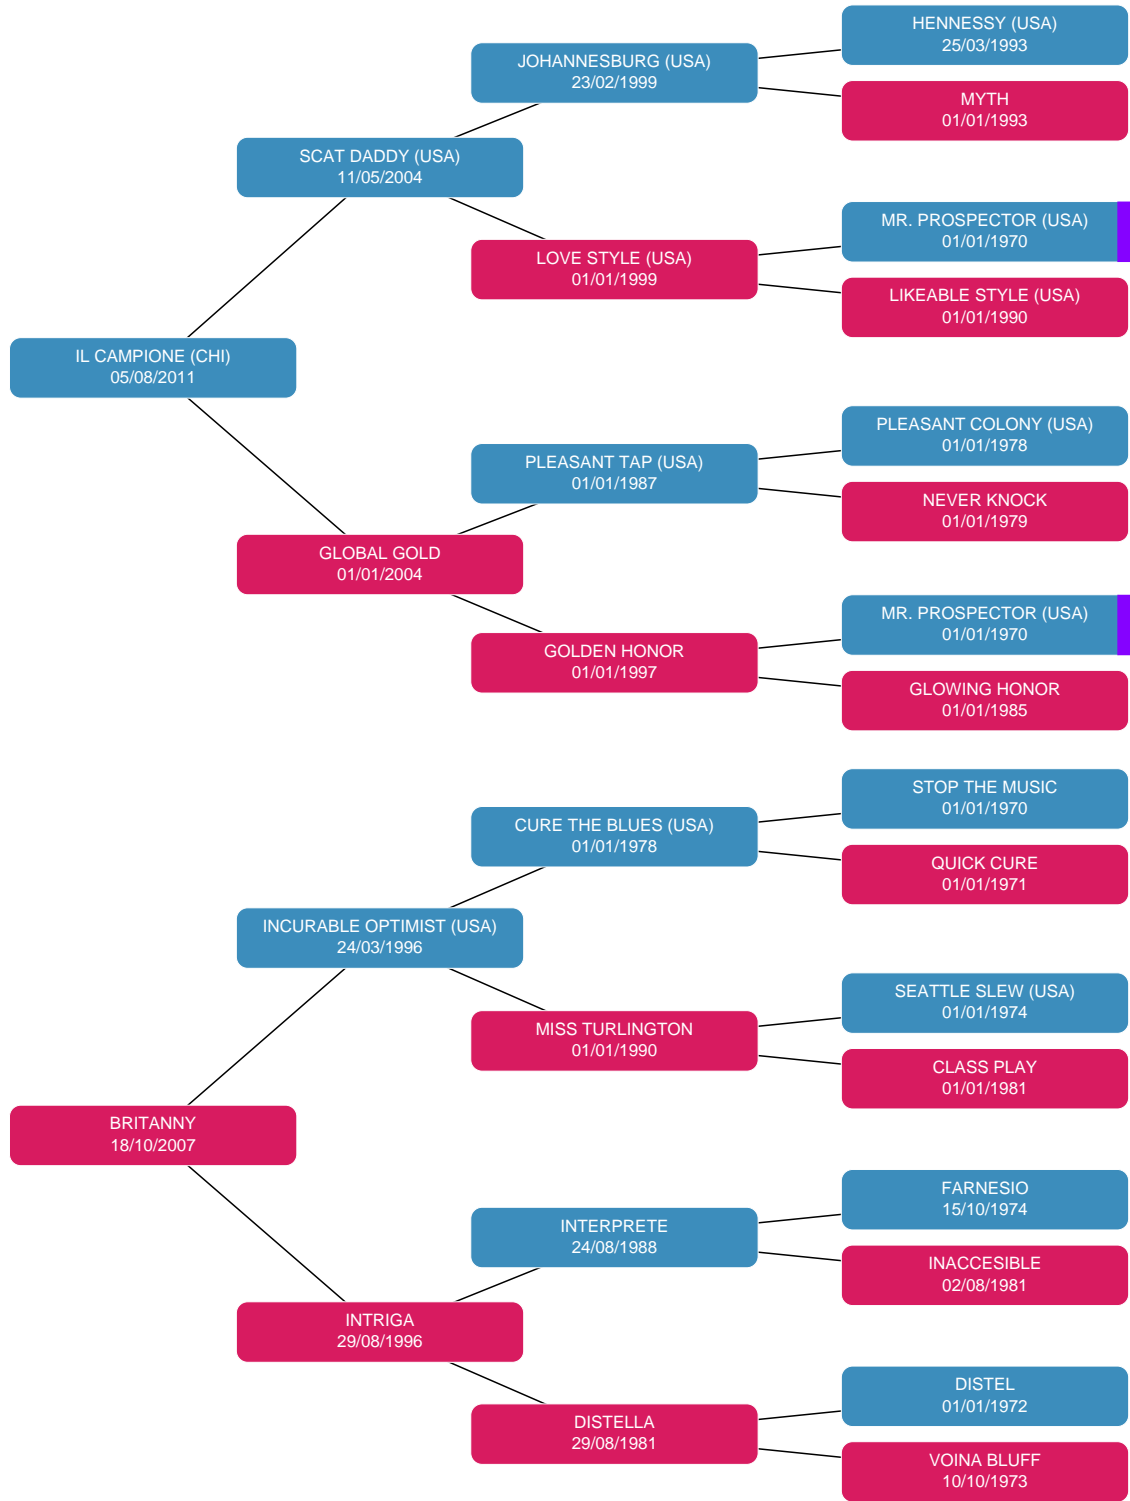 HENNESSY (USA)
25/03/1993
JOHANNESBURG (USA)
23/02/1999
MYTH
01/01/1993
SCAT DADDY (USA)
11/05/2004
MR. PROSPECTOR (USA)
01/01/1970
LOVE STYLE (USA)
01/01/1999
LIKEABLE STYLE (USA)
01/01/1990
IL CAMPIONE (CHI)
05/08/2011
PLEASANT COLONY (USA)
01/01/1978
PLEASANT TAP (USA)
01/01/1987
NEVER KNOCK
01/01/1979
GLOBAL GOLD
01/01/2004
MR. PROSPECTOR (USA)
01/01/1970
GOLDEN HONOR
01/01/1997
GLOWING HONOR
01/01/1985
STOP THE MUSIC
01/01/1970
CURE THE BLUES (USA)
01/01/1978
QUICK CURE
01/01/1971
INCURABLE OPTIMIST (USA)
24/03/1996
SEATTLE SLEW (USA)
01/01/1974
MISS TURLINGTON
01/01/1990
CLASS PLAY
01/01/1981
BRITANNY
18/10/2007
FARNESIO
15/10/1974
INTERPRETE
24/08/1988
INACCESIBLE
02/08/1981
INTRIGA
29/08/1996
DISTEL
01/01/1972
DISTELLA
29/08/1981
VOINA BLUFF
10/10/1973